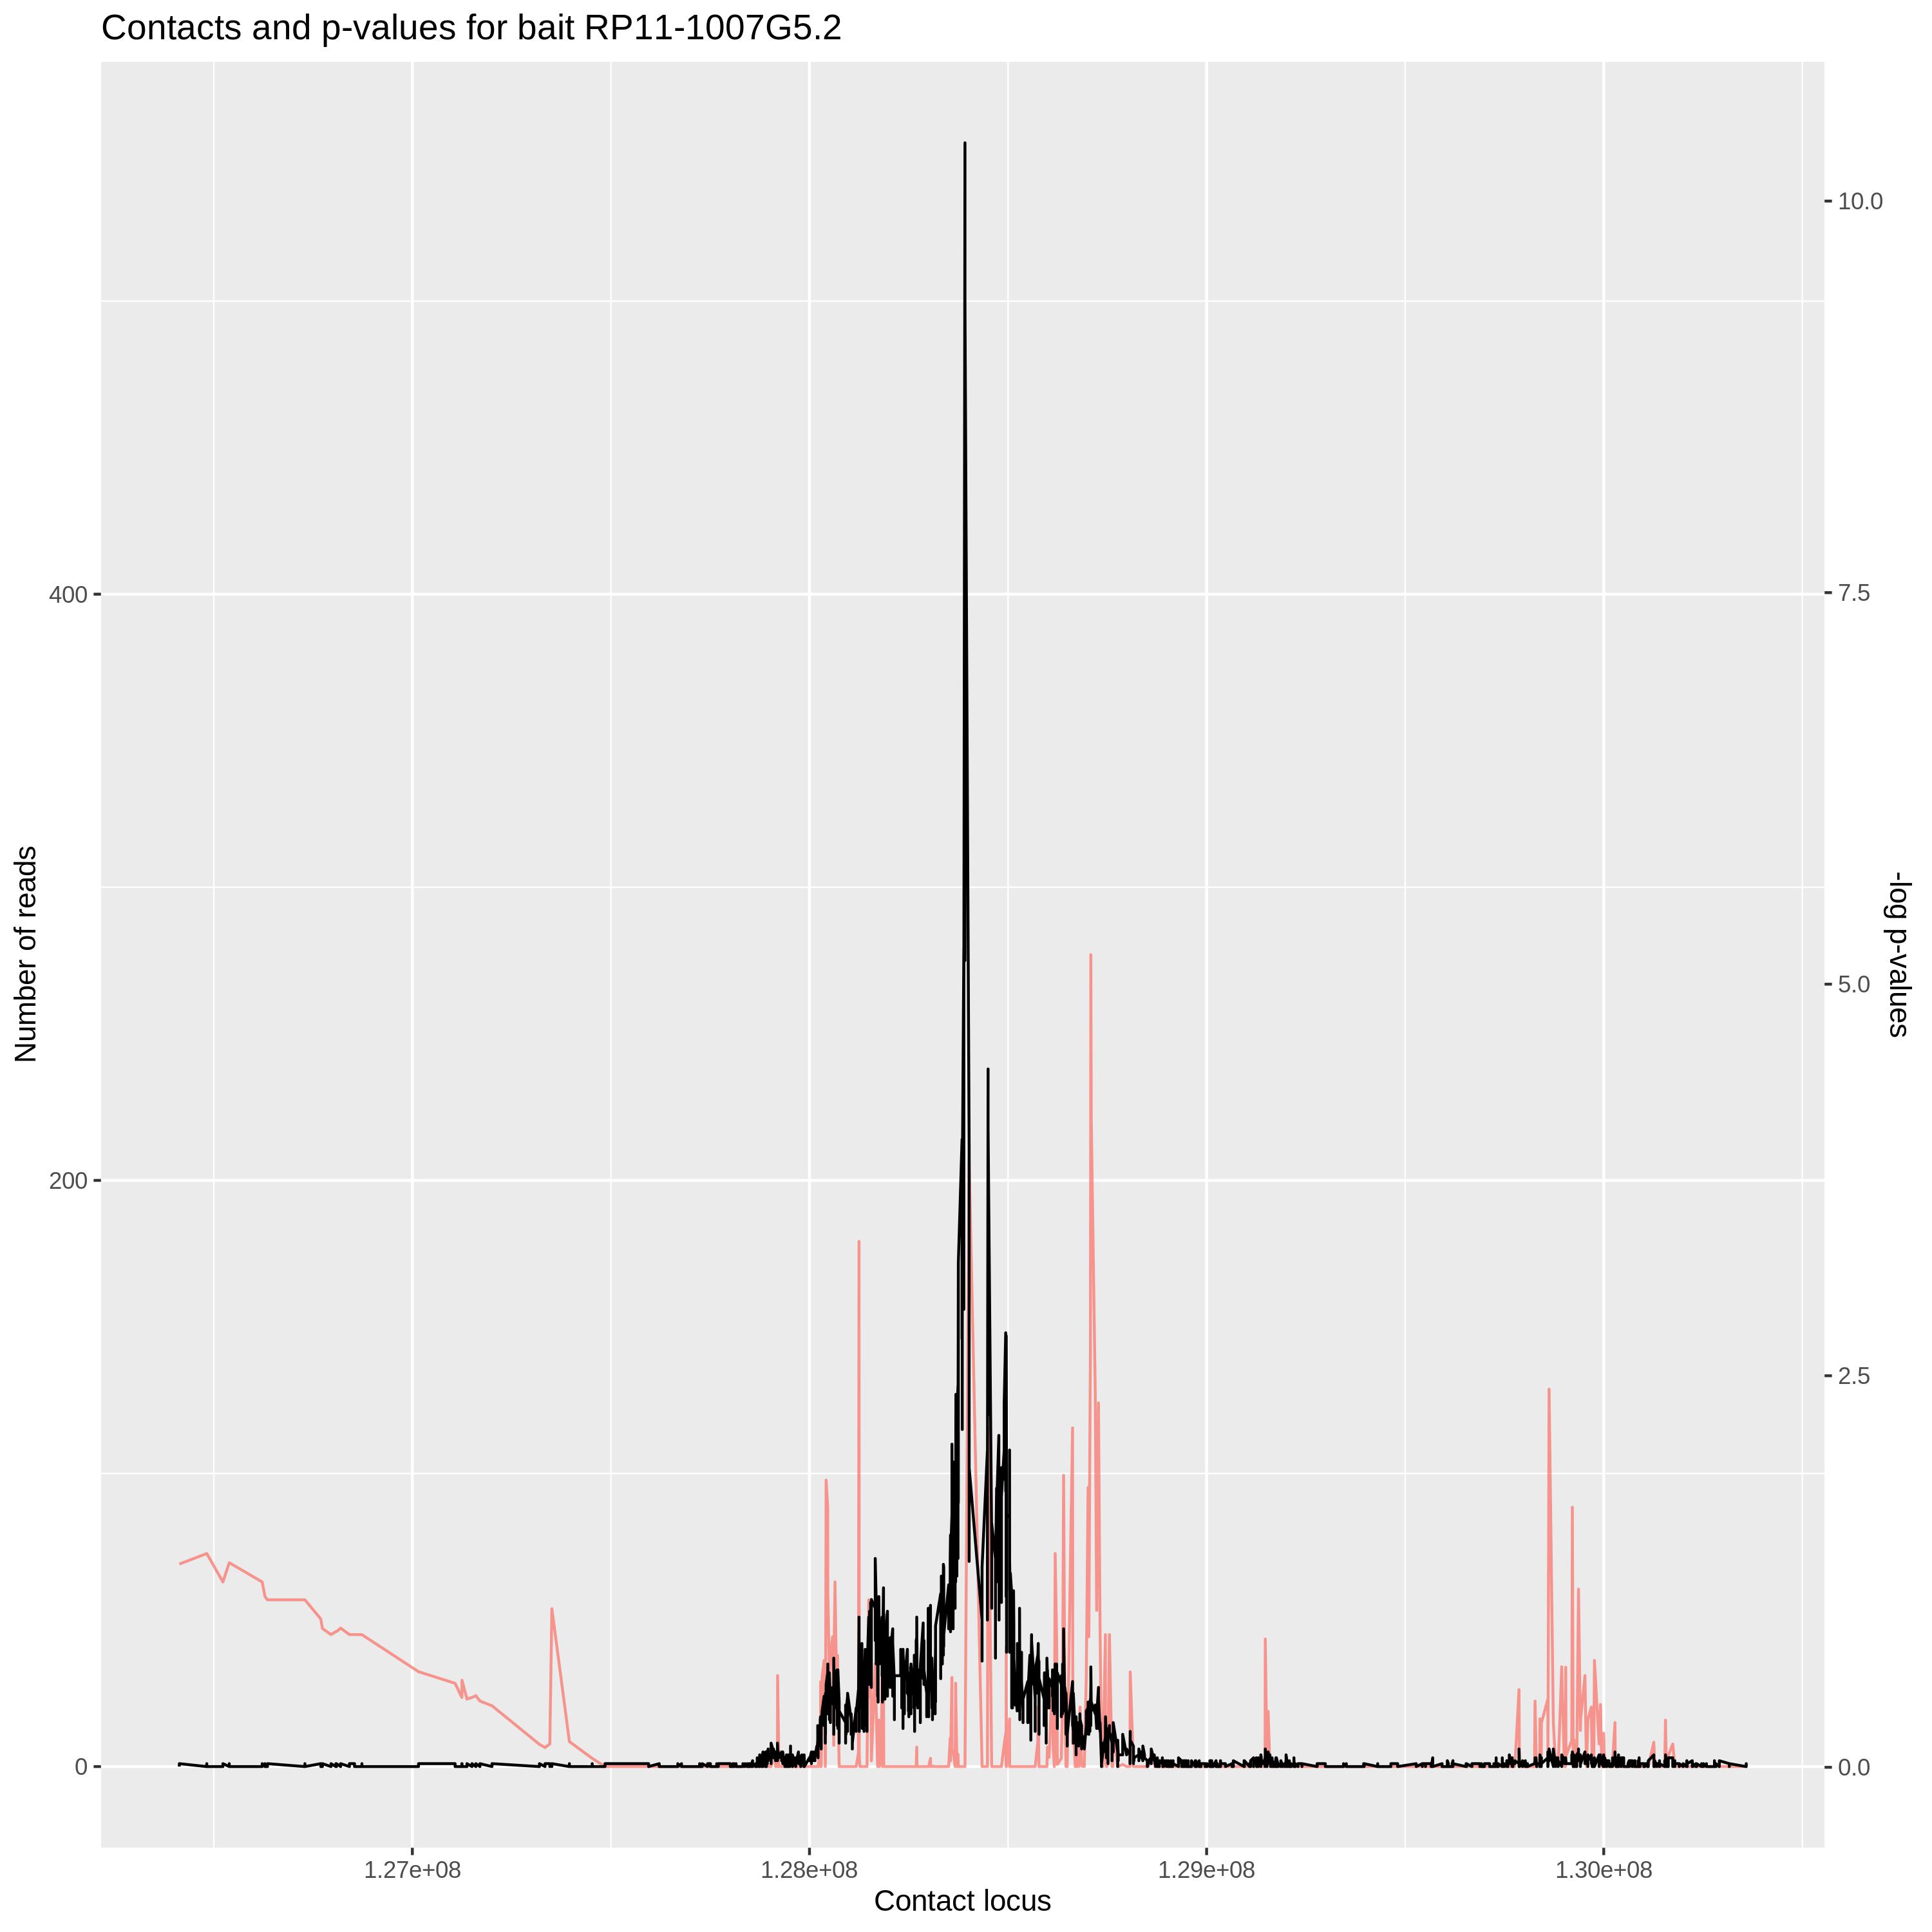 Contacts and p-values for bait RP11-1007G5.2
Number of reads
400
200
0
10.0
7.5
5.0
2.5
0.0
-log p-values
1.27e+08
1.28e+08
1.29e+08
1.30e+08
Contact locus